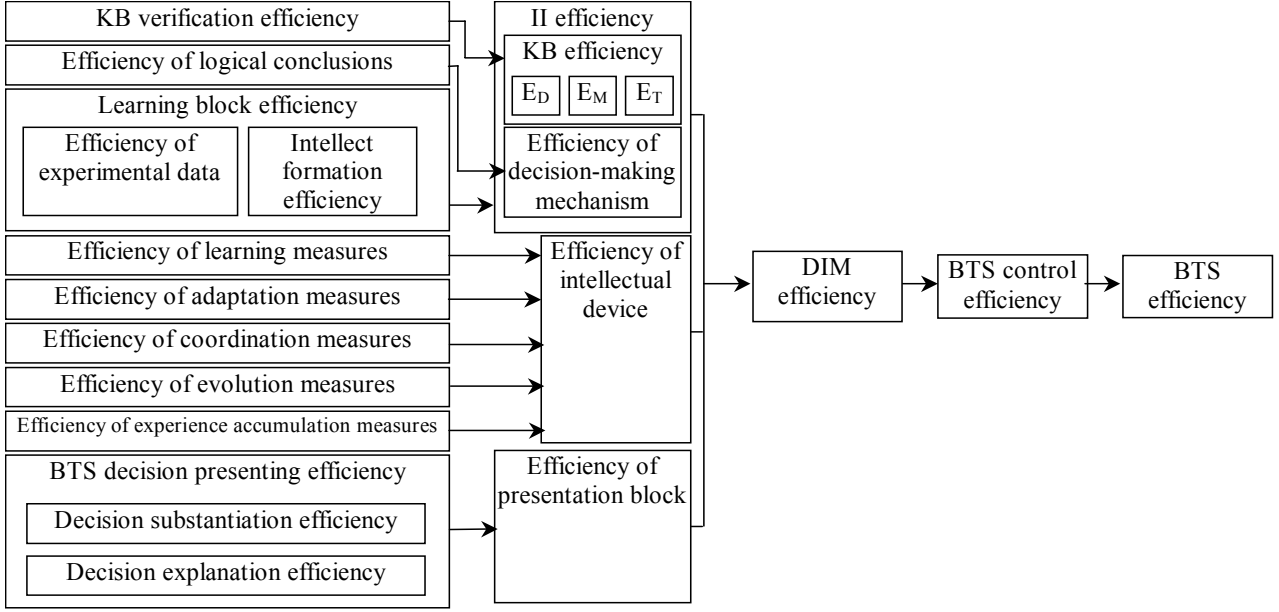 KB verification efficiency
Efficiency of logical conclusions
Learning block efficiency
Efficiency of
experimental data
Intellect
formation
efficiency
Efficiency of learning measures
Efficiency of adaptation measures
Efficiency of coordination measures
Efficiency of evolution measures
Efficiency of experience accumulation measures
BTS decision presenting efficiency
Decision substantiation efficiency
Decision explanation efficiency
II efficiency
KB efficiency
E_D E_M E_T
Efficiency of
decision-making
mechanism
Efficiency of
intellectual
device
Efficiency of
presentation block
DIM
efficiency
BTS control
efficiency
BTS
efficiency